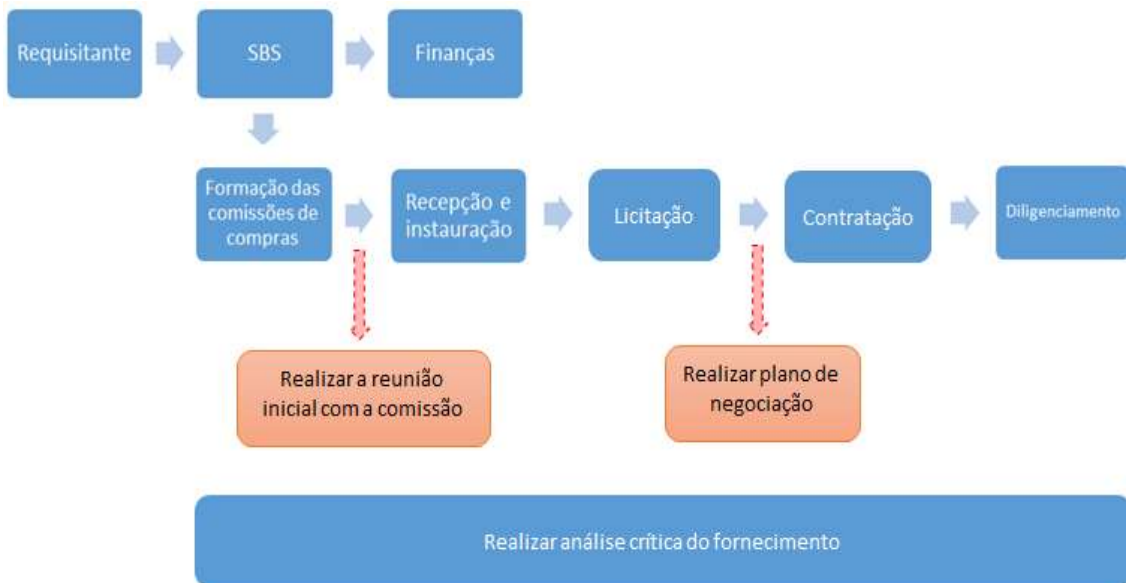 Requisitante
SBS
Finanças
Formação das
comissões de
compras
Recepção e
instauração
Licitação
Contratação
Diligenciamento
Realizar a reunião
inicial com a comissão
Realizar plano de
negociação
Realizar análise crítica do fornecimento